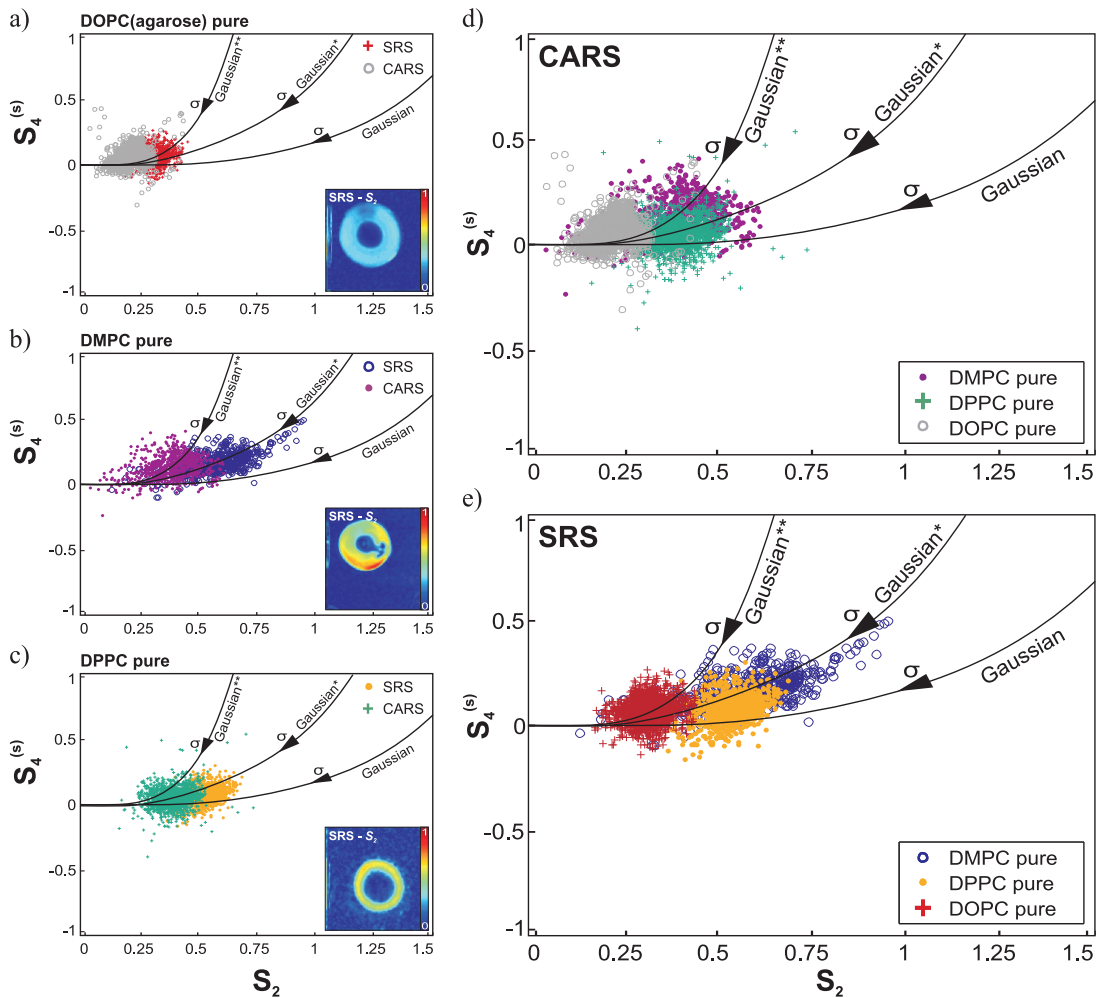 a)
DOPC(agarose) pure
1
0.5
0
-0.5
-1
S4(s)
σ
Gaussian**
σ
Gaussian*
σ
Gaussian
SRS
CARS
SRS - S2
1
0
0
0.25
0.5
0.75
1
1.25
1.5
b)
DMPC pure
1
0.5
0
-0.5
-1
S4(s)
σ
Gaussian**
σ
Gaussian*
σ
Gaussian
SRS
CARS
SRS - S2
1
0
0
0.25
0.5
0.75
1
1.25
1.5
c)
DPPC pure
1
0.5
0
-0.5
-1
S4(s)
σ
Gaussian**
σ
Gaussian*
σ
Gaussian
SRS
CARS
SRS - S2
1
0
0
0.25
0.5
0.75
1
1.25
1.5
S2
d)
CARS
1
0.5
0
-0.5
-1
S4(s)
σ
Gaussian**
σ
Gaussian*
σ
Gaussian
DMPC pure
DPPC pure
DOPC pure
0
0.25
0.5
0.75
1
1.25
1.5
e)
SRS
1
0.5
0
-0.5
-1
S4(s)
σ
Gaussian**
σ
Gaussian*
σ
Gaussian
DMPC pure
DPPC pure
DOPC pure
0
0.25
0.5
0.75
1
1.25
1.5
S2